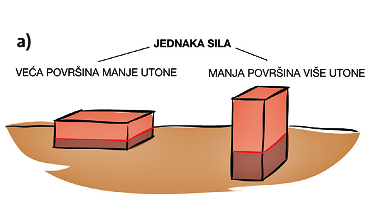 a)
JEDNAKA SILA
VEĆA POVRŠINA MANJE UTONE
MANJA POVRŠINA VIŠE UTONE